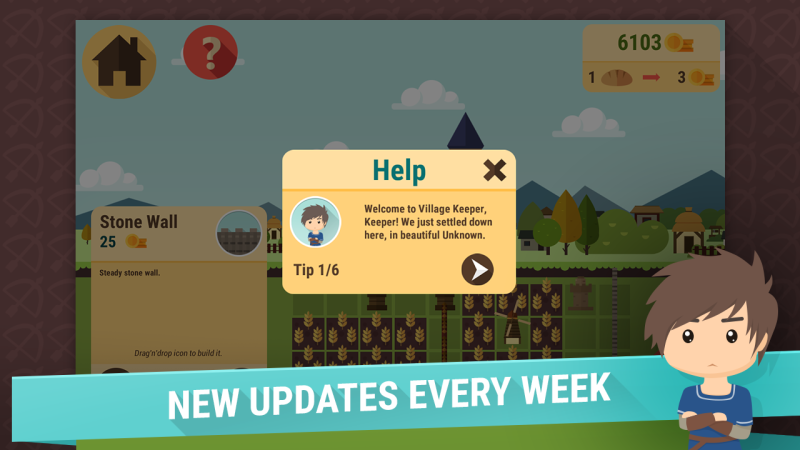 ?
6103
1 3
Help
Welcome to Village Keeper,
Keeper! We just settled down
here, in beautiful Unknown.
Tip 1/6
Stone Wall
25
Steady stone wall.
Drag'n'drop icon to build it.
NEW UPDATES EVERY WEEK